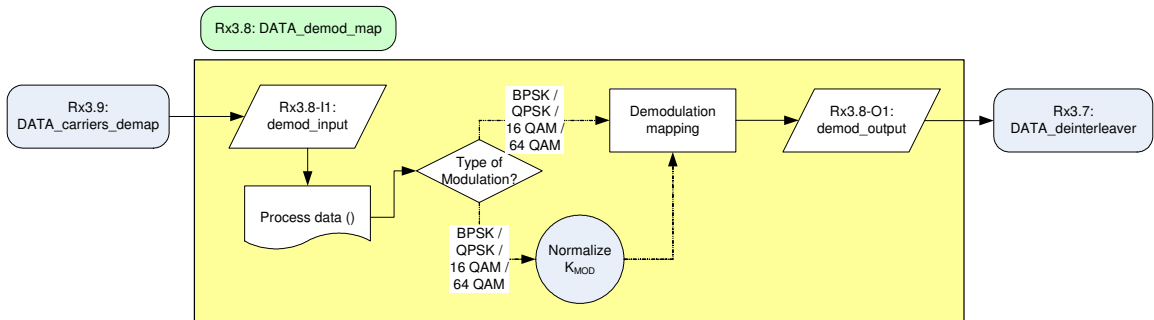 Rx3.8: DATA_demod_map
Rx3.9:
DATA_carriers_demap
Rx3.8-I1:
demod_input
Process data ()
Type of
Modulation?
BPSK /
QPSK /
16 QAM /
64 QAM
BPSK /
QPSK /
16 QAM /
64 QAM
Normalize
KMOD
Demodulation
mapping
Rx3.8-O1:
demod_output
Rx3.7:
DATA_deinterleaver